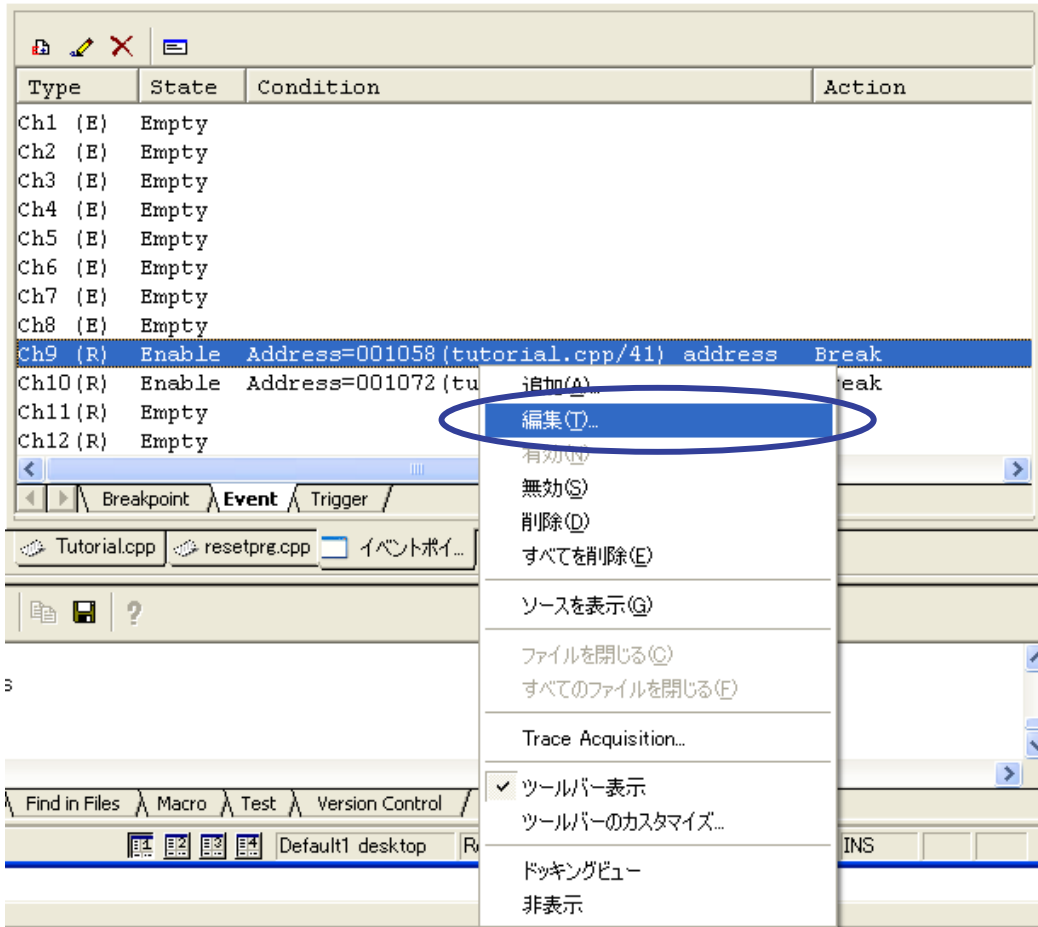 Type State Condition Action
Ch1 (E) Empty
Ch2 (E) Empty
Ch3 (E) Empty
Ch4 (E) Empty
Ch5 (E) Empty
Ch6 (E) Empty
Ch7 (E) Empty
Ch8 (E) Empty
Ch9 (R) Enable Address=001058(tutorial.cpp/41) address Break
Ch10(R) Enable Address=001072(tu eak
Ch11(R) Empty
Ch12(R) Empty
Breakpoint Event Trigger
Tutorial.cpp resetprg.cpp イベントポイ...
s
Find in Files Macro Test Version Control
1 2 3 4 Default1 desktop R INS
追加(A)...
編集(T)...
有効(N)
無効(S)
削除(D)
すべてを削除(E)
ソースを表示(G)
ファイルを閉じる(C)
すべてのファイルを閉じる(F)
Trace Acquisition...
ツールバー表示
ツールバーのカスタマイズ...
ドッキングビュー
非表示